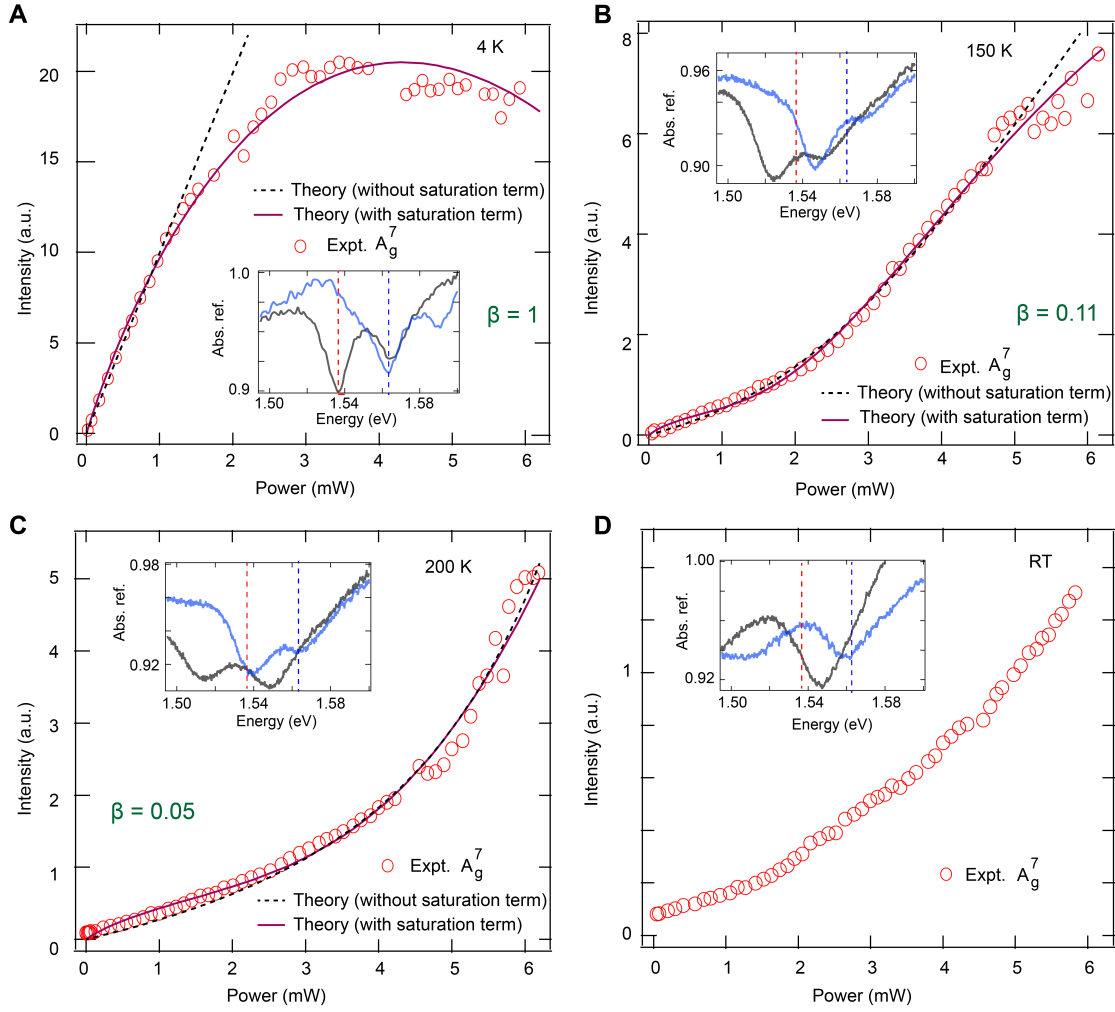 A
4 K
20
15
10
5
0
Intensity (a.u.)
Theory (without saturation term)
Theory (with saturation term)
Expt. A_g^7
1.0
0.9
Abs. ref.
1.50 1.54 1.58
Energy (eV)
β = 1
0 1 2 3 4 5 6
Power (mW)
B
150 K
8
6
4
2
0
Intensity (a.u.)
0.96
0.90
Abs. ref.
1.50 1.54 1.58
Energy (eV)
β = 0.11
Expt. A_g^7
Theory (without saturation term)
Theory (with saturation term)
0 1 2 3 4 5 6
Power (mW)
C
200 K
5
4
3
2
1
0
Intensity (a.u.)
0.98
0.92
Abs. ref.
1.50 1.54 1.58
Energy (eV)
β = 0.05
Expt. A_g^7
Theory (without saturation term)
Theory (with saturation term)
0 1 2 3 4 5 6
Power (mW)
D
RT
1
0
Intensity (a.u.)
1.00
0.92
Abs. ref.
1.50 1.54 1.58
Energy (eV)
Expt. A_g^7
0 1 2 3 4 5 6
Power (mW)